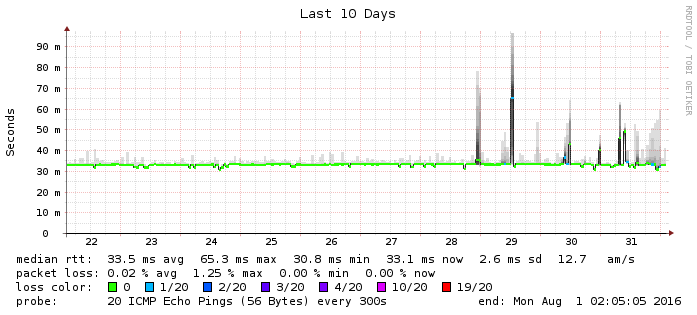 Last 10 Days
RRDTOOL / TOBI OETIKER
Seconds
90 m
80 m
70 m
60 m
50 m
40 m
30 m
20 m
10 m
0
22 23 24 25 26 27 28 29 30 31
median rtt: 33.5 ms avg 65.3 ms max 30.8 ms min 33.1 ms now 2.6 ms sd 12.7 am/s
packet loss: 0.02 % avg 1.25 % max 0.00 % min 0.00 % now
loss color: 0 1/20 2/20 3/20 4/20 10/20 19/20
probe: 20 ICMP Echo Pings (56 Bytes) every 300s end: Mon Aug 1 02:05:05 2016